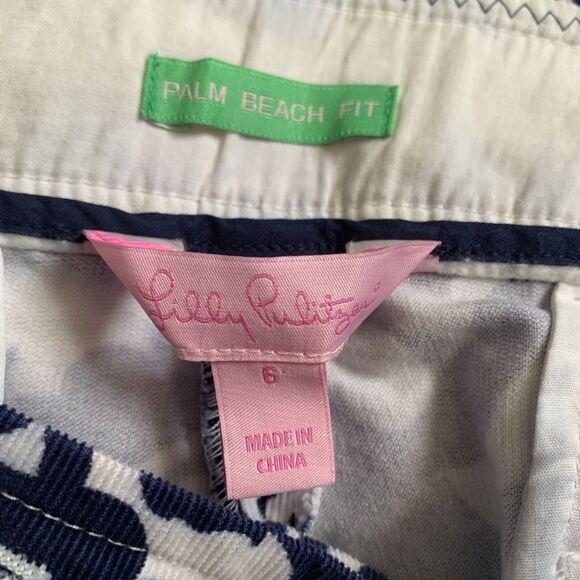 PALM BEACH FIT
Lilly Pulitzer®
6
MADE IN
CHINA